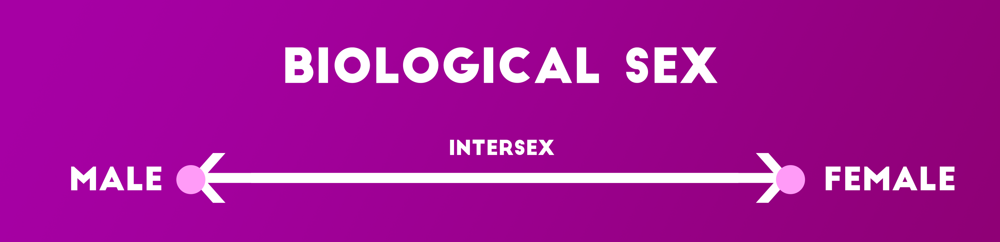 BIOLOGICAL SEX
INTERSEX
MALE
FEMALE